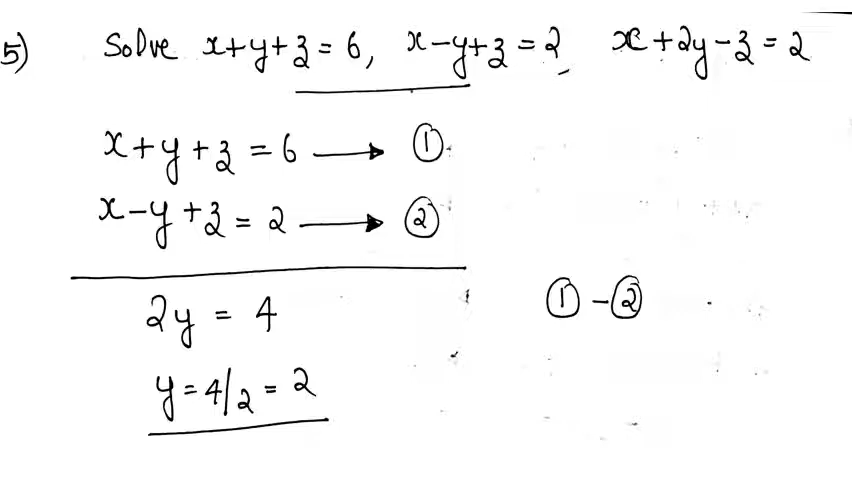 5) Solve x+y+z=6, x-y+z=2, x+2y-z=2
x+y+z=6 → ①
x-y+z=2 → ②
2y = 4 ①-②
y=4/2=2